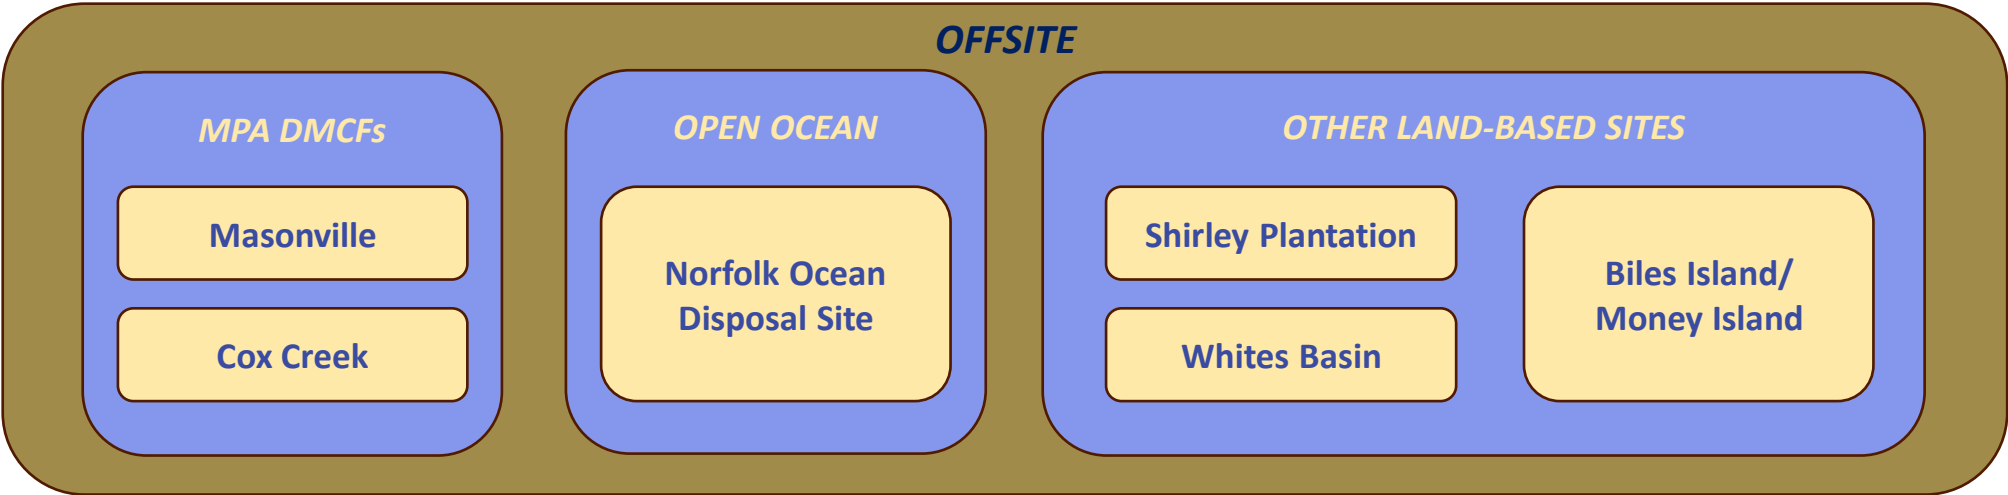 OFFSITE
MPA DMCFs
Masonville
Cox Creek
OPEN OCEAN
Norfolk Ocean
Disposal Site
OTHER LAND-BASED SITES
Shirley Plantation
Whites Basin
Biles Island/
Money Island